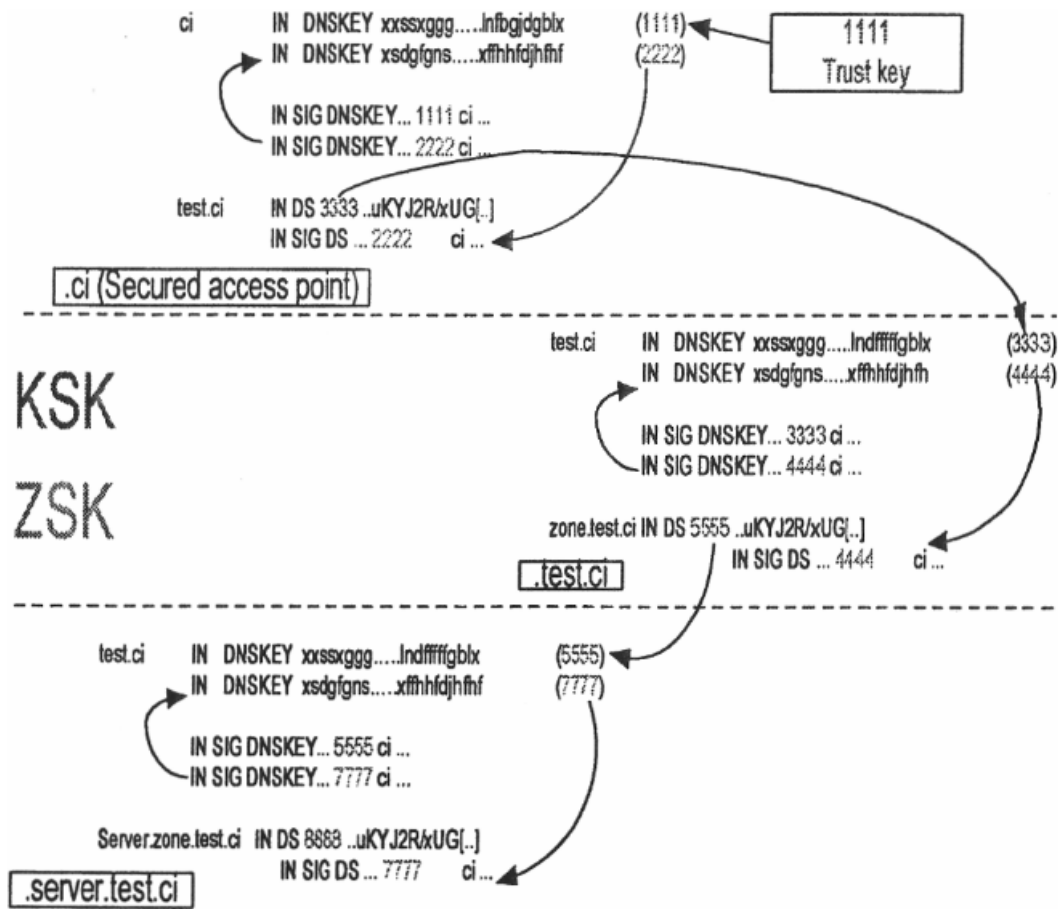 ci IN DNSKEY xxssxggg.....lnfbgjdgblx (1111)
IN DNSKEY xsdgfgns.....xffhhfdjhfhf (2222)
1111
Trust key
IN SIG DNSKEY... 1111 ci ...
IN SIG DNSKEY... 2222 ci ...
test.ci IN DS 3333 ..uKYJ2R/xUG[..]
IN SIG DS ... 2222 ci ...
.ci (Secured access point)
test.ci IN DNSKEY xxssxggg.....lndfffffgblx (3333)
IN DNSKEY xsdgfgns.....xffhhfdjhfh (4444)
KSK
IN SIG DNSKEY... 3333 ci ...
IN SIG DNSKEY... 4444 ci ...
ZSK
zone.test.ci IN DS 5555 ..uKYJ2R/xUG[..]
IN SIG DS ... 4444 ci ...
.test.ci
test.ci IN DNSKEY xxssxggg.....lndfffffgblx (5555)
IN DNSKEY xsdgfgns.....xffhhfdjhfhf (7777)
IN SIG DNSKEY... 5555 ci ...
IN SIG DNSKEY... 7777 ci ...
Server.zone.test.ci IN DS 8888 ..uKYJ2R/xUG[..]
IN SIG DS ... 7777 ci ...
.server.test.ci